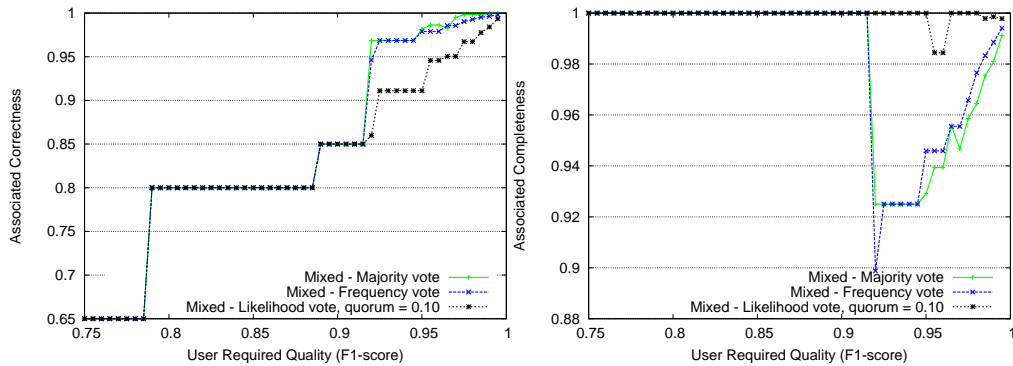 1
0.95
0.9
0.85
0.8
0.7
0.65
0.75
0.8
0.85
0.9
0.95
1
Associated Correctness
User Required Quality (F1-score)
Mixed - Majority vote
Mixed - Frequency vote
Mixed - Likelihood vote, quorum = 0.10
1
0.98
0.96
0.94
0.92
0.9
0.88
0.75
0.8
0.85
0.9
0.95
1
Associated Completeness
User Required Quality (F1-score)
Mixed - Majority vote
Mixed - Frequency vote
Mixed - Likelihood vote, quorum = 0.10